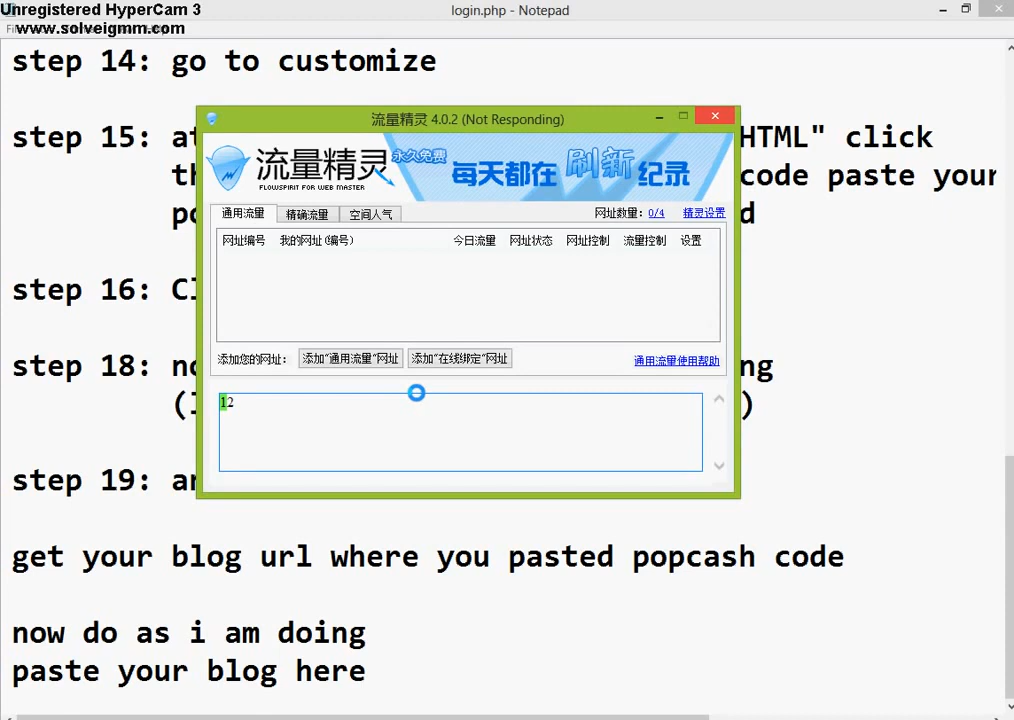 Unregistered HyperCam 3
www.solveigmm.com
login.php - Notepad
step 14: go to customize
step 15: at
HTML" click
th
code paste your
po
d
step 16: Cl
step 18: no
ng
(l
)
step 19: an
get your blog url where you pasted popcash code
now do as i am doing
paste your blog here
流量精灵 4.0.2 (Not Responding)
流量精灵
FLOWSPIRIT FOR WEB MASTER
永久免费
每天都在刷新纪录
通用流量 精确流量 空间人气 网址数量: 0/4 精灵设置
网址编号 我的网址(编号) 今日流量 网址状态 网址控制 流量控制 设置
添加您的网址: 添加"通用流量"网址 添加"在线绑定"网址 通用流量使用帮助
12